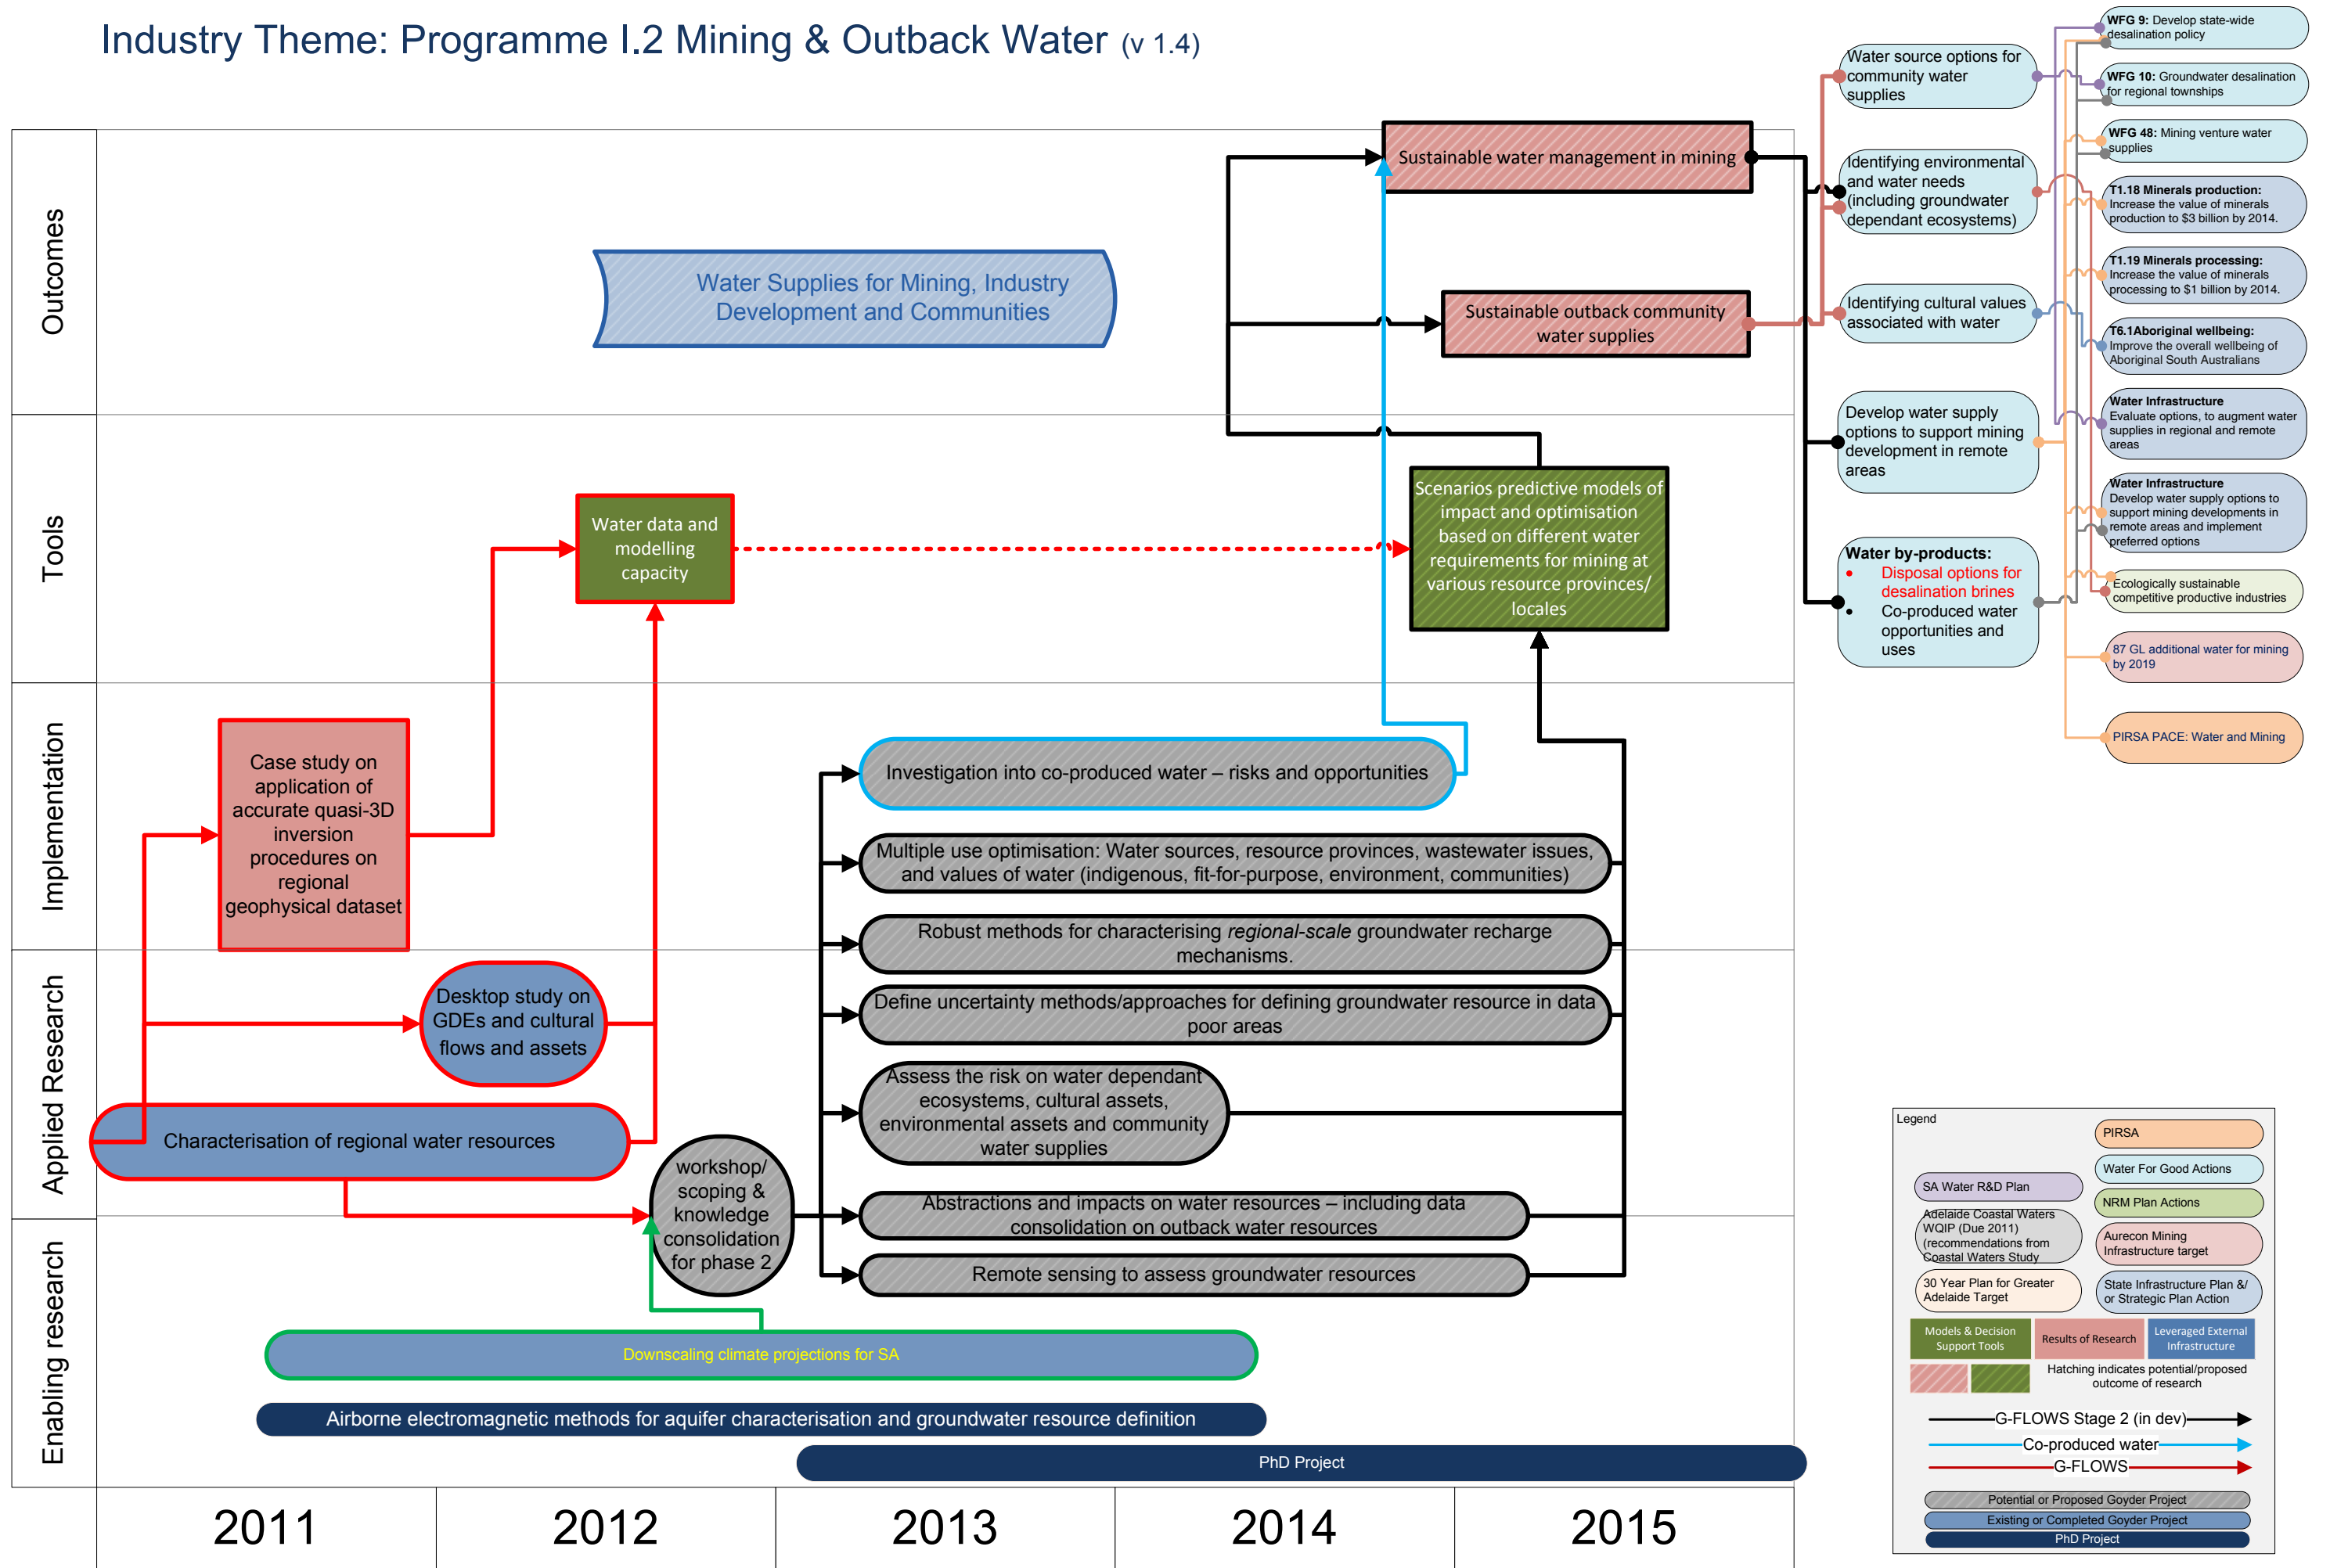 Industry Theme: Programme I.2 Mining & Outback Water (v 1.4)
Outcomes
Tools
Implementation
Applied Research
Enabling research
Water Supplies for Mining, Industry
Development and Communities
Sustainable water management in mining
Sustainable outback community
water supplies
Water data and
modelling
capacity
Scenarios predictive models of
impact and optimisation
based on different water
requirements for mining at
various resource provinces/
locales
Case study on
application of
accurate quasi-3D
inversion
procedures on
regional
geophysical dataset
Investigation into co-produced water – risks and opportunities
Multiple use optimisation: Water sources, resource provinces, wastewater issues,
and values of water (indigenous, fit-for-purpose, environment, communities)
Robust methods for characterising regional-scale groundwater recharge
mechanisms.
Desktop study on
GDEs and cultural
flows and assets
Define uncertainty methods/approaches for defining groundwater resource in data
poor areas
Assess the risk on water dependant
ecosystems, cultural assets,
environmental assets and community
water supplies
Characterisation of regional water resources
workshop/
scoping &
knowledge
consolidation
for phase 2
Abstractions and impacts on water resources – including data
consolidation on outback water resources
Remote sensing to assess groundwater resources
Downscaling climate projections for SA
Airborne electromagnetic methods for aquifer characterisation and groundwater resource definition
PhD Project
2011
2012
2013
2014
2015
Water source options for
community water
supplies
Identifying environmental
and water needs
(including groundwater
dependant ecosystems)
Identifying cultural values
associated with water
Develop water supply
options to support mining
development in remote
areas
Water by-products:
• Disposal options for
desalination brines
• Co-produced water
opportunities and
uses
WFG 9: Develop state-wide
desalination policy
WFG 10: Groundwater desalination
for regional townships
WFG 48: Mining venture water
supplies
T1.18 Minerals production:
Increase the value of minerals
production to $3 billion by 2014.
T1.19 Minerals processing:
Increase the value of minerals
processing to $1 billion by 2014.
T6.1Aboriginal wellbeing:
Improve the overall wellbeing of
Aboriginal South Australians
Water Infrastructure
Evaluate options, to augment water
supplies in regional and remote
areas
Water Infrastructure
Develop water supply options to
support mining developments in
remote areas and implement
preferred options
Ecologically sustainable
competitive productive industries
87 GL additional water for mining
by 2019
PIRSA PACE: Water and Mining
Legend
PIRSA
Water For Good Actions
SA Water R&D Plan
NRM Plan Actions
Adelaide Coastal Waters
WQIP (Due 2011)
(recommendations from
Coastal Waters Study
Aurecon Mining
Infrastructure target
30 Year Plan for Greater
Adelaide Target
State Infrastructure Plan &/
or Strategic Plan Action
Models & Decision
Support Tools
Results of Research
Leveraged External
Infrastructure
Hatching indicates potential/proposed
outcome of research
G-FLOWS Stage 2 (in dev)
Co-produced water
G-FLOWS
Potential or Proposed Goyder Project
Existing or Completed Goyder Project
PhD Project